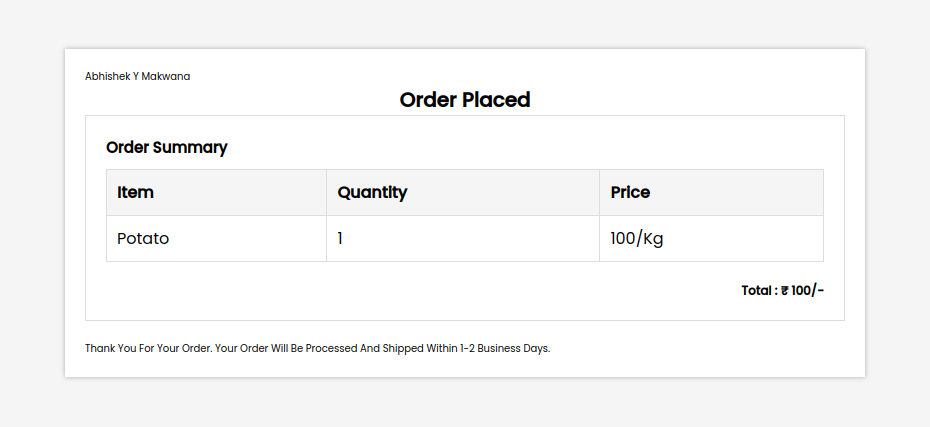 Abhishek Y Makwana
Order Placed
Order Summary
Item Quantity Price
Potato 1 100/Kg
Total : ₹ 100/-
Thank You For Your Order. Your Order Will Be Processed And Shipped Within 1-2 Business Days.